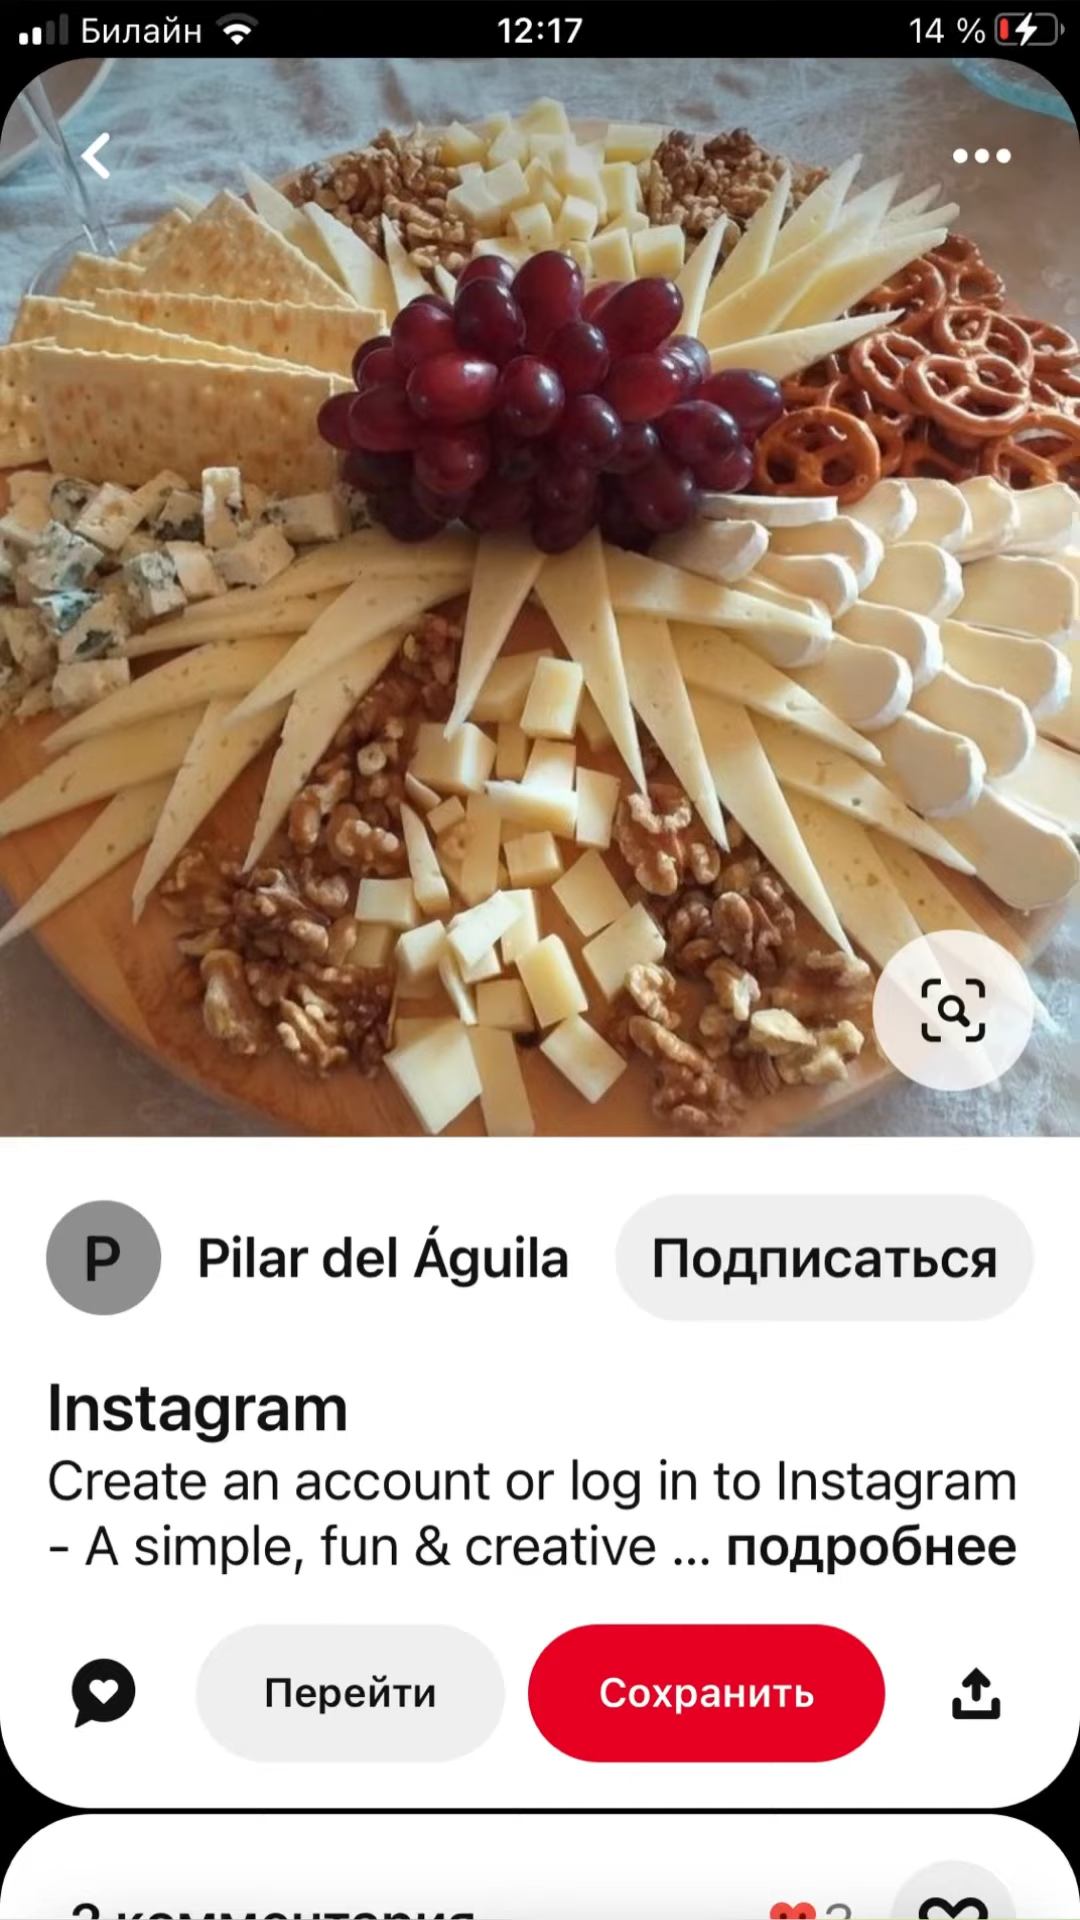 Билайн 12:17 14 %
P Pilar del Águila Подписаться
Instagram
Create an account or log in to Instagram
- A simple, fun & creative ... подробнее
Перейти Сохранить